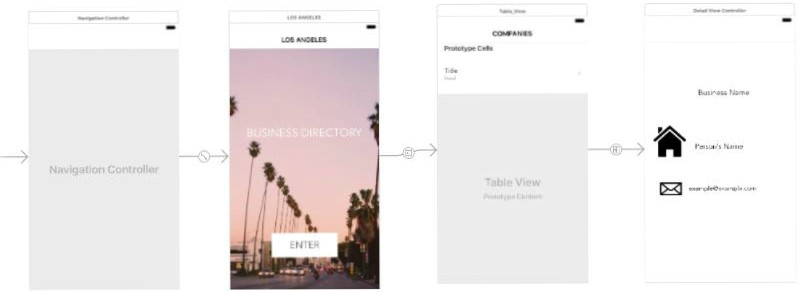 Navigation Controller
Navigation Controller
LOS ANGELES
LOS ANGELES
BUSINESS DIRECTORY
ENTER
Table_View
COMPANIES
Prototype Cells
Title
Table View
Prototype Content
Detail View Controller
Business Name
Person's Name
example@example.com